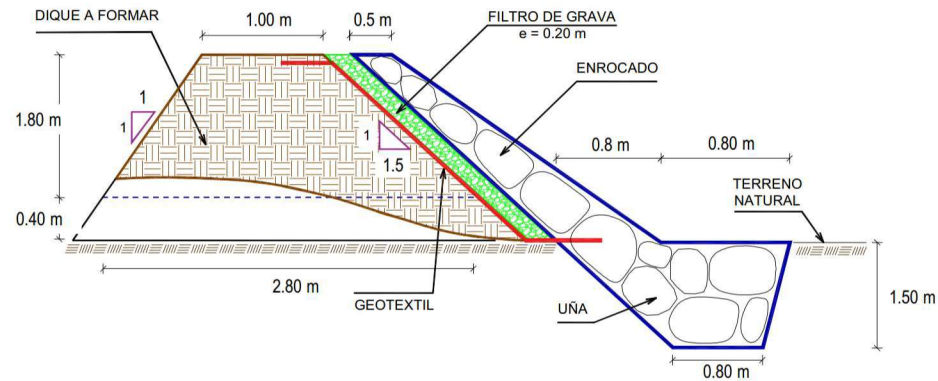 DIQUE A FORMAR
1.00 m
0.5 m
FILTRO DE GRAVA
e = 0.20 m
ENROCADO
1.80 m
1
1
1
1.5
0.8 m
0.80 m
TERRENO
NATURAL
0.40 m
2.80 m
GEOTEXTIL
UÑA
1.50 m
0.80 m